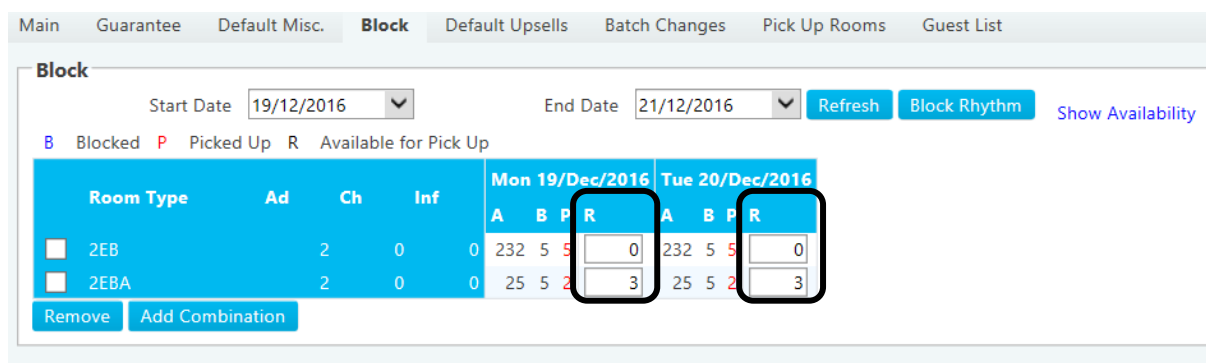 Main Guarantee Default Misc. Block Default Upsells Batch Changes Pick Up Rooms Guest List
Block
Start Date 19/12/2016 End Date 21/12/2016 Refresh Block Rhythm Show Availability
B Blocked P Picked Up R Available for Pick Up
Mon 19/Dec/2016 Tue 20/Dec/2016
Room Type Ad Ch Inf
A B P R A B P R
2EB 2 0 0 232 5 5 0 232 5 5 0
2EBA 2 0 0 25 5 2 3 25 5 2 3
Remove Add Combination